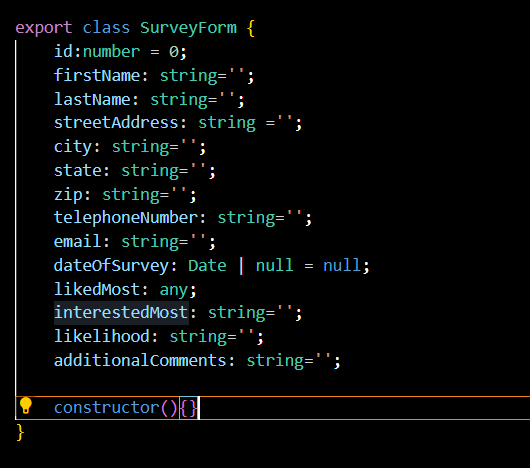 export class SurveyForm {
    id:number = 0;
    firstName: string='';
    lastName: string='';
    streetAddress: string ='';
    city: string='';
    state: string='';
    zip: string='';
    telephoneNumber: string='';
    email: string='';
    dateOfSurvey: Date | null = null;
    likedMost: any;
    interestedMost: string='';
    likelihood: string='';
    additionalComments: string='';
    constructor(){}
}